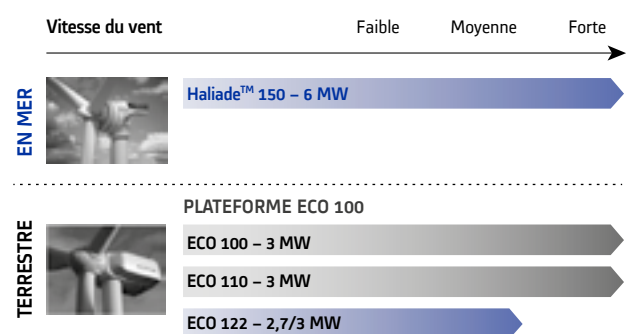 Vitesse du vent Faible Moyenne Forte
EN MER
Haliade™ 150 – 6 MW
TERRESTRE
PLATEFORME ECO 100
ECO 100 – 3 MW
ECO 110 – 3 MW
ECO 122 – 2,7/3 MW